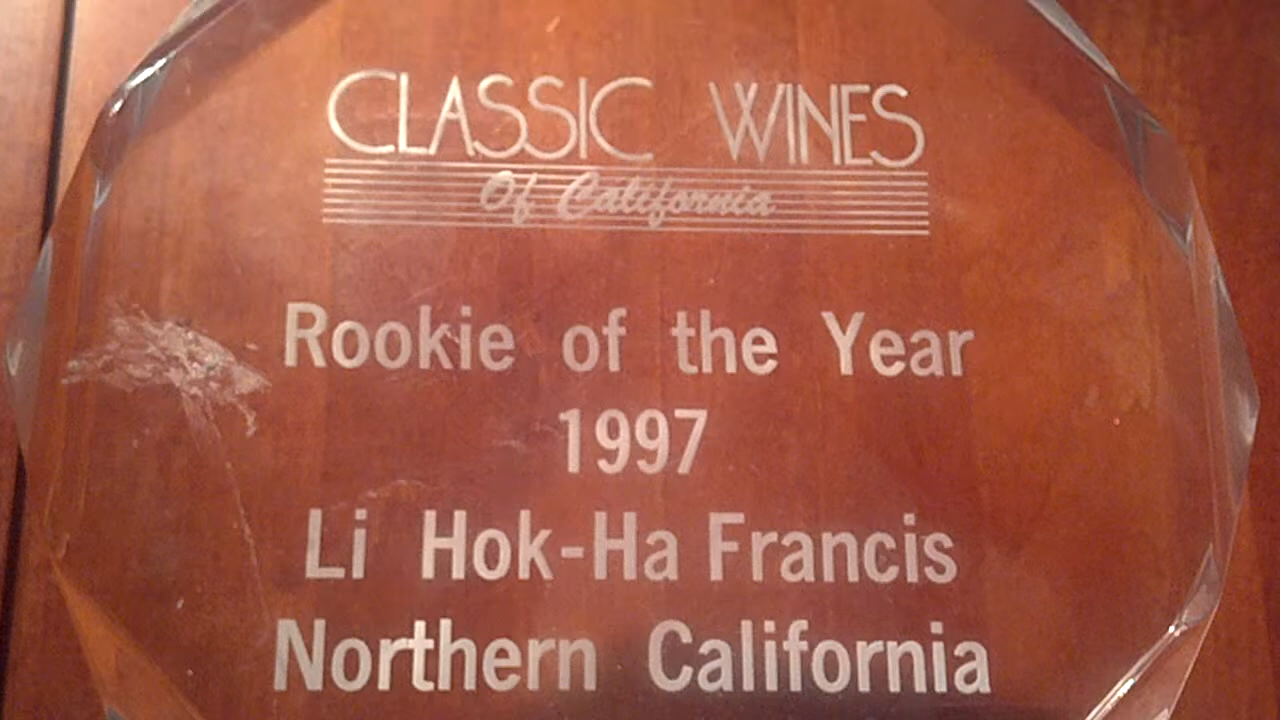 CLASSIC WINES
Of California
Rookie of the Year
1997
Li Hok-Ha Francis
Northern California